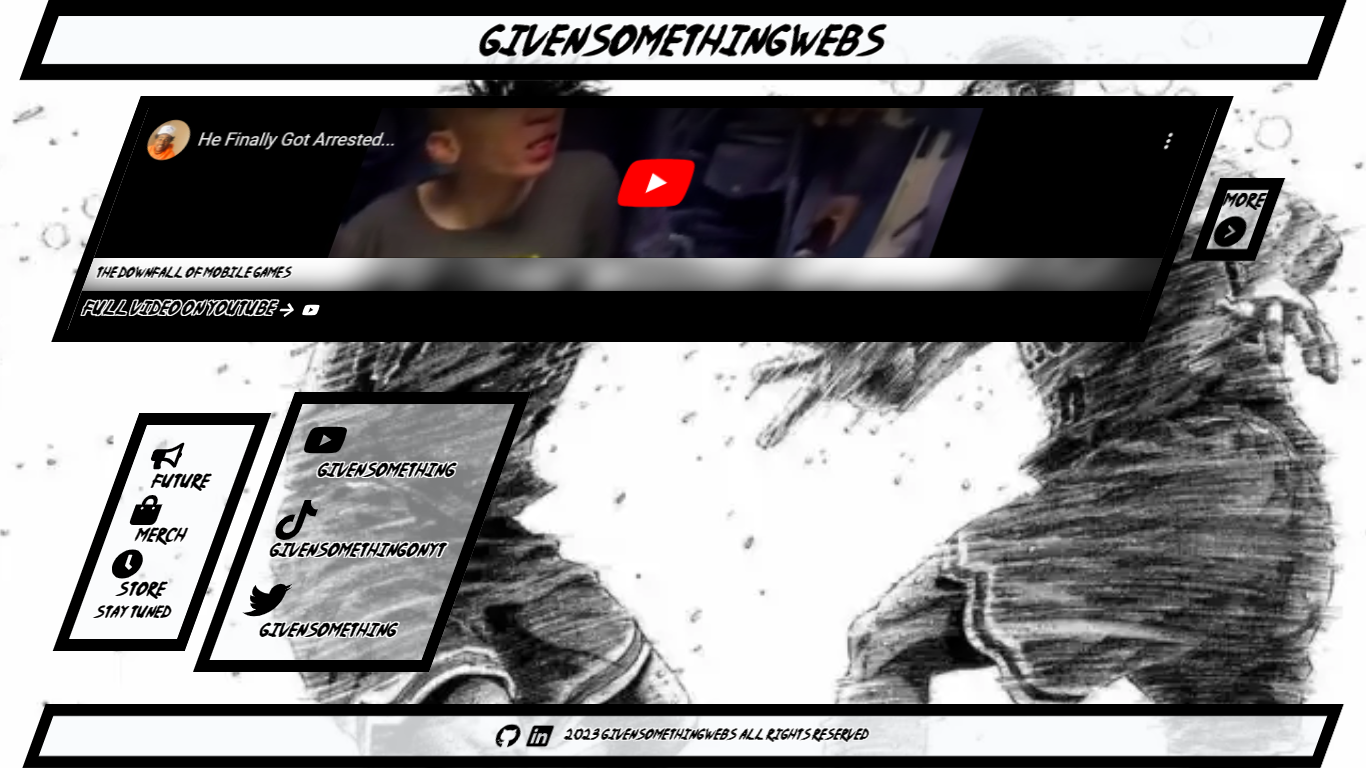 GIVENSOMETHINGWEBS
He Finally Got Arrested...
MORE
THE DOWNFALL OF MOBILE GAMES
FULL VIDEO ON YOUTUBE
FUTURE
MERCH
STORE
STAY TUNED
GIVENSOMETHING
GIVENSOMETHINGONYT
GIVENSOMETHING
in 2023 GIVENSOMETHINGWEBS ALL RIGHTS RESERVED